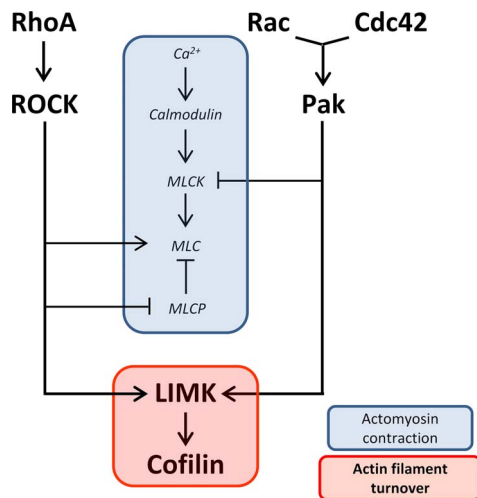 RhoA
Rac
Cdc42
Ca²⁺
ROCK
Calmodulin
Pak
MLCK
MLC
MLCP
LIMK
Cofilin
Actomyosin
contraction
Actin filament
turnover